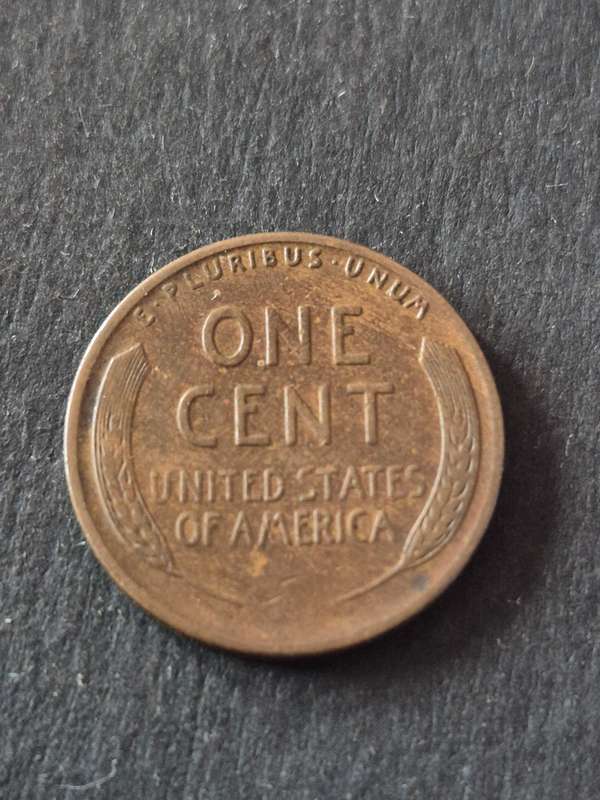 E·PLURIBUS·UNUM
ONE
CENT
UNITED STATES
OF AMERICA